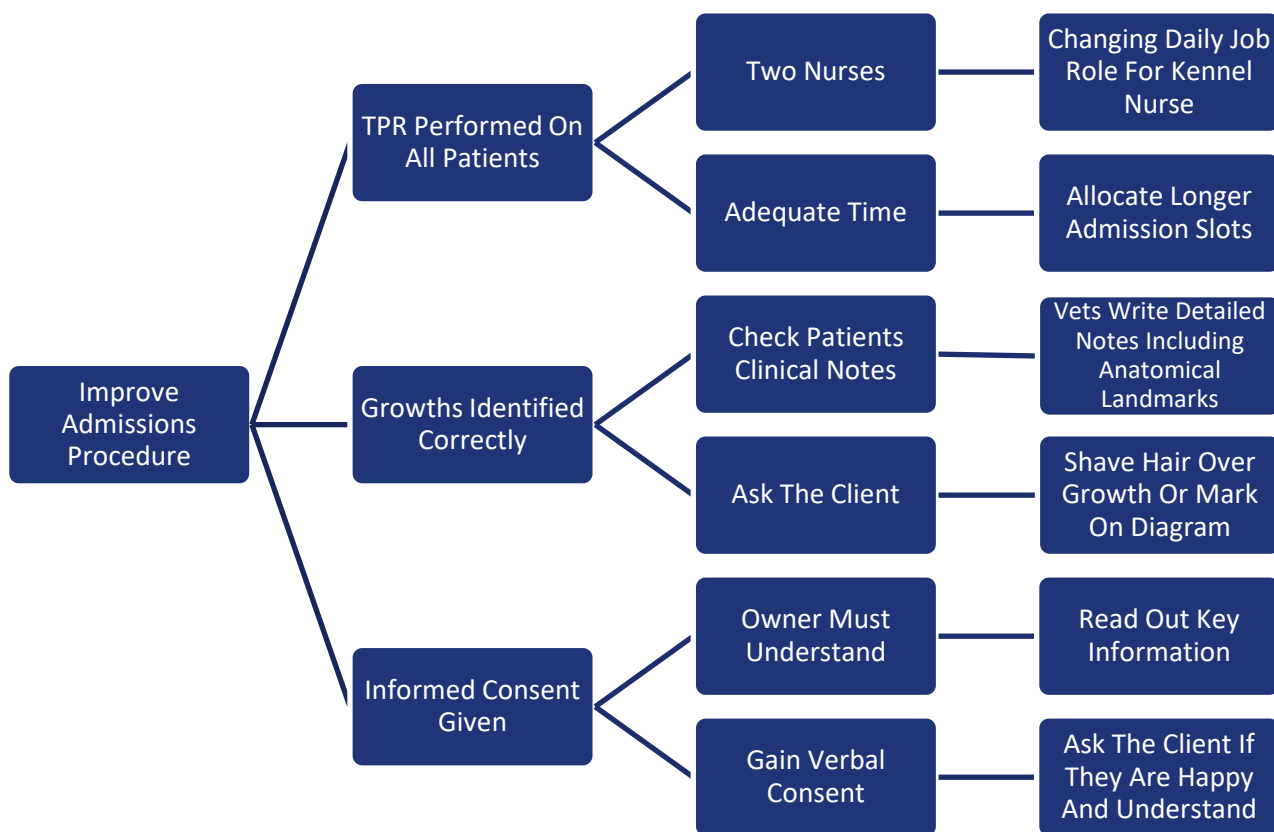 Improve
Admissions
Procedure
TPR Performed On
All Patients
Two Nurses
Changing Daily Job
Role For Kennel
Nurse
Adequate Time
Allocate Longer
Admission Slots
Growths Identified
Correctly
Check Patients
Clinical Notes
Vets Write Detailed
Notes Including
Anatomical
Landmarks
Ask The Client
Shave Hair Over
Growth Or Mark
On Diagram
Informed Consent
Given
Owner Must
Understand
Read Out Key
Information
Gain Verbal
Consent
Ask The Client If
They Are Happy
And Understand